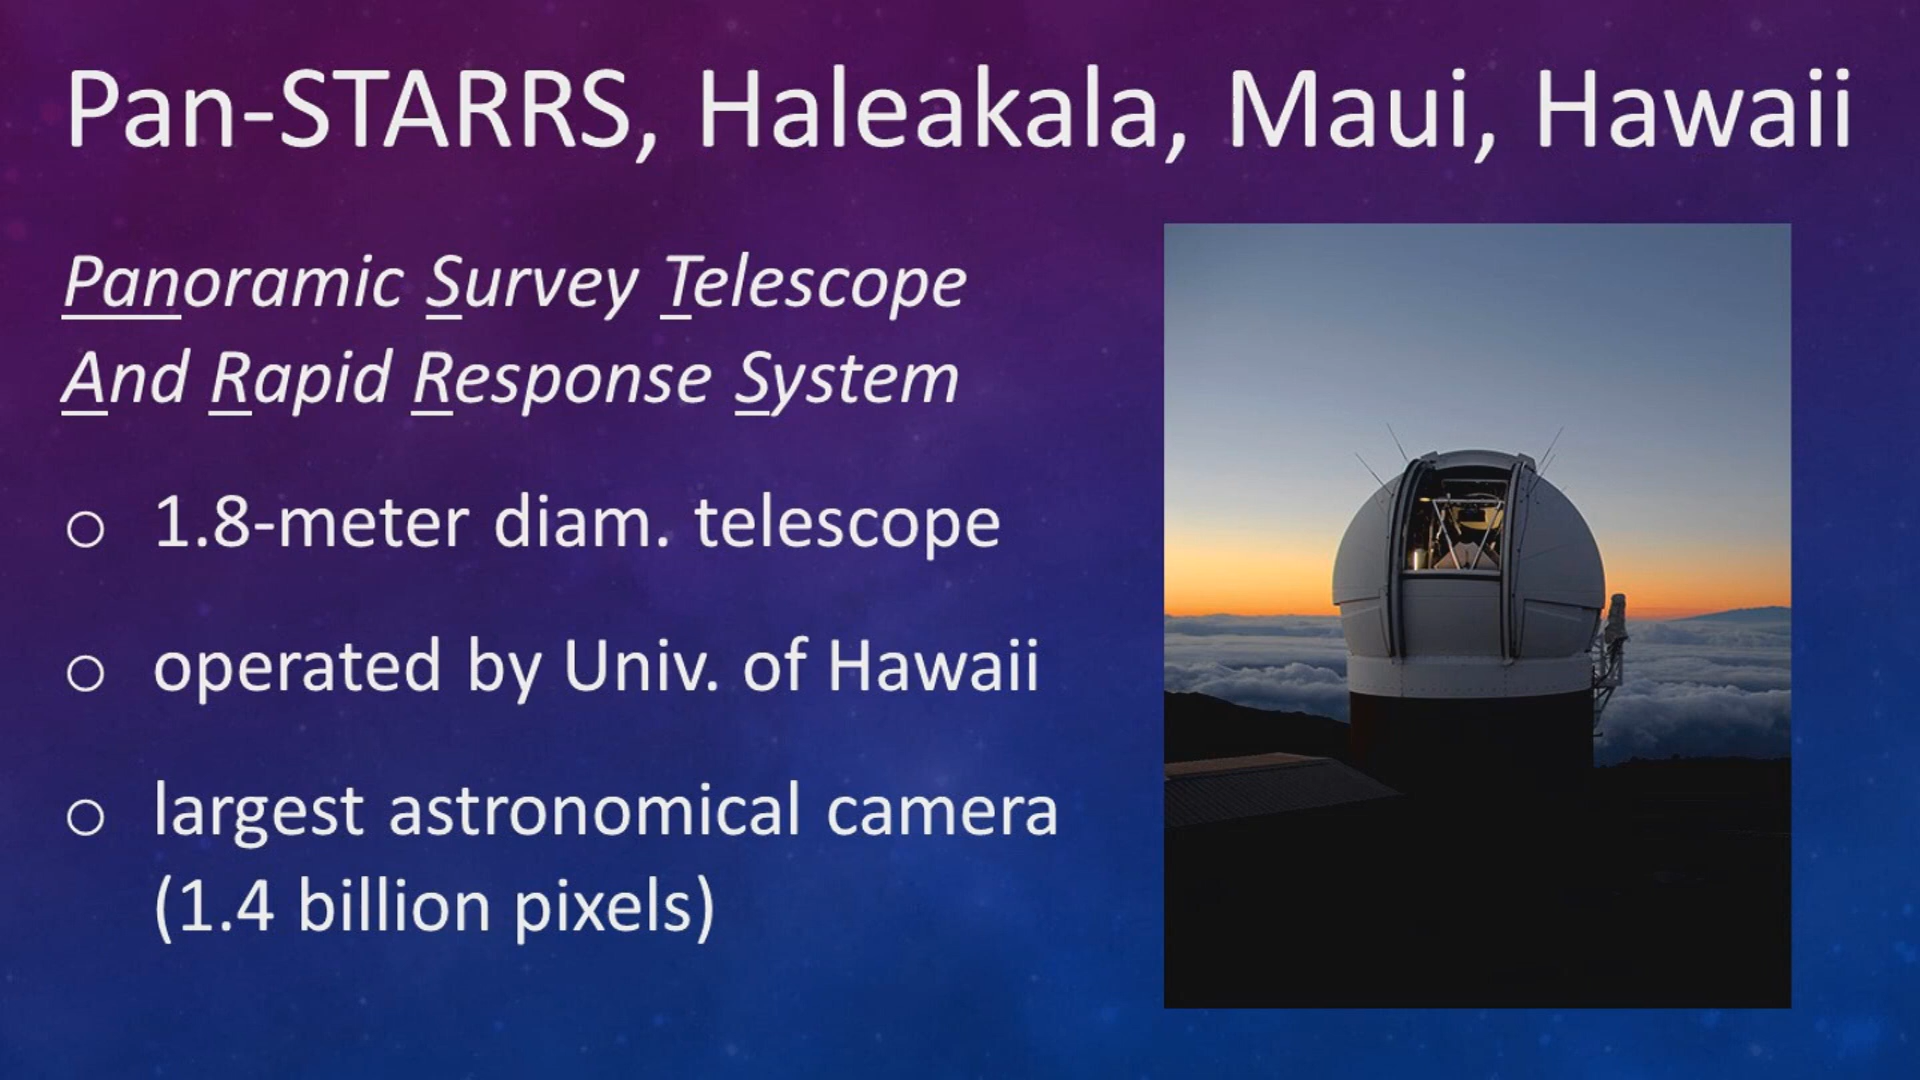 Pan-STARRS, Haleakala, Maui, Hawaii
Panoramic Survey Telescope
And Rapid Response System
o 1.8-meter diam. telescope
o operated by Univ. of Hawaii
o largest astronomical camera
(1.4 billion pixels)